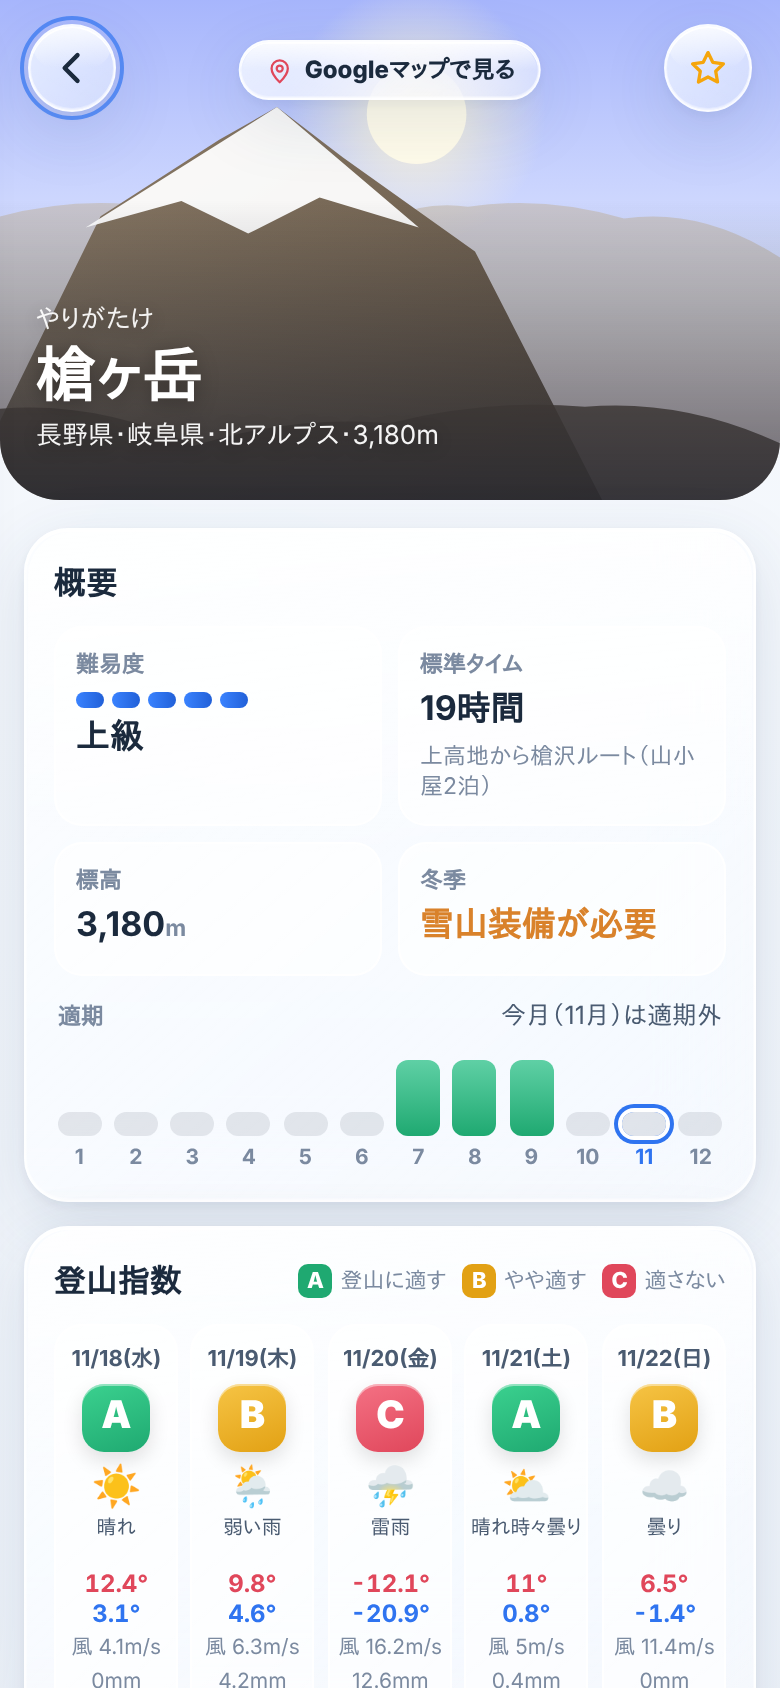 Googleマップで見る
やりがたけ
槍ヶ岳
長野県・岐阜県・北アルプス・3,180m
概要
難易度
上級
標準タイム
19時間
上高地から槍沢ルート（山小
屋2泊）
標高
3,180m
冬季
雪山装備が必要
適期
今月（11月）は適期外
1 2 3 4 5 6 7 8 9 10 11 12
登山指数
A 登山に適す B やや適す C 適さない
11/18(水) 11/19(木) 11/20(金) 11/21(土) 11/22(日)
A B C A B
晴れ 弱い雨 雷雨 晴れ時々曇り 曇り
12.4° 9.8° -12.1° 11° 6.5°
3.1° 4.6° -20.9° 0.8° -1.4°
風 4.1m/s 風 6.3m/s 風 16.2m/s 風 5m/s 風 11.4m/s
0mm 4.2mm 12.6mm 0.4mm 0mm